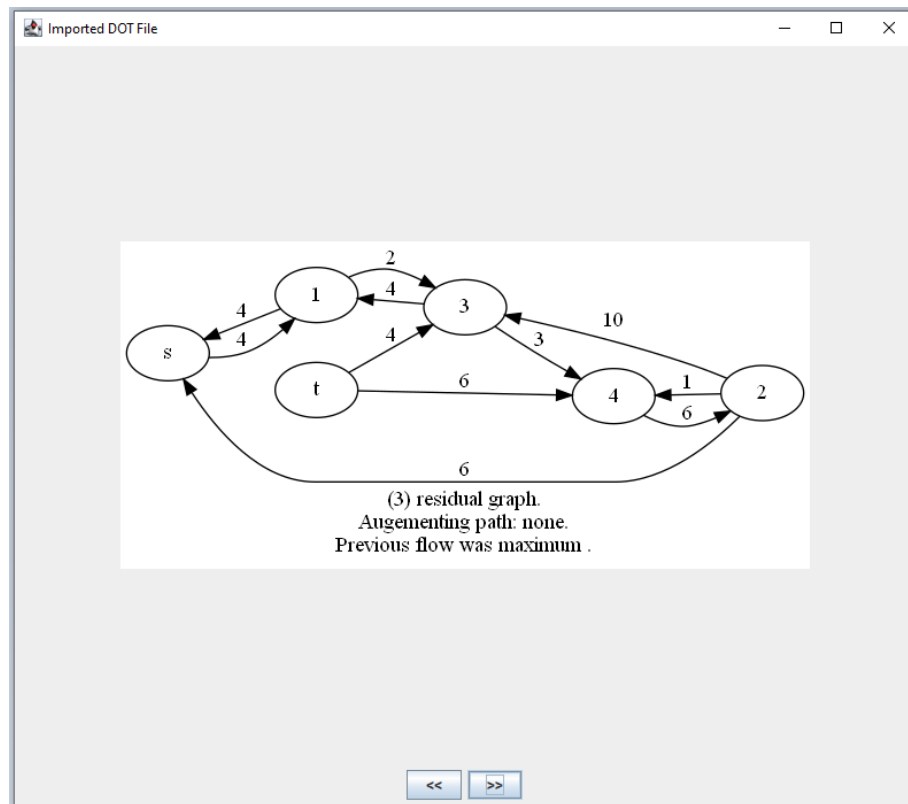 Imported DOT File
2
1
4
3
10
4
4
4
3
s
t
6
4
1
2
6
6
(3) residual graph.
Augementing path: none.
Previous flow was maximum .
<<
>>